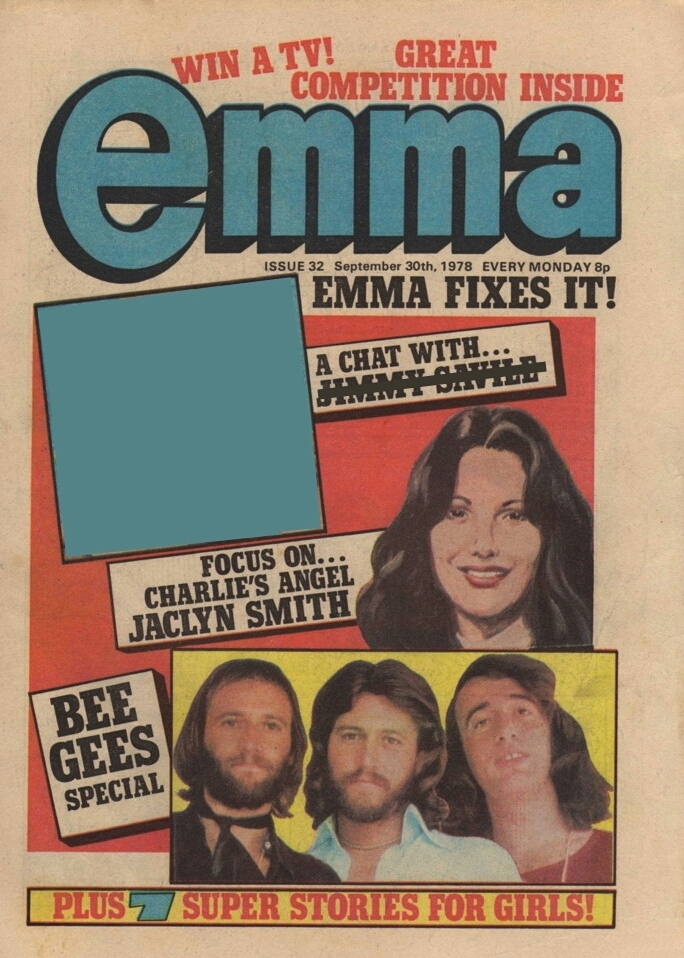 WIN A TV! GREAT
COMPETITION INSIDE
emma
ISSUE 32 September 30th, 1978 EVERY MONDAY 8p
EMMA FIXES IT!
A CHAT WITH...
JIMMY SAVILE
FOCUS ON...
CHARLIE'S ANGEL
JACLYN SMITH
BEE
GEES
SPECIAL
PLUS 7 SUPER STORIES FOR GIRLS!